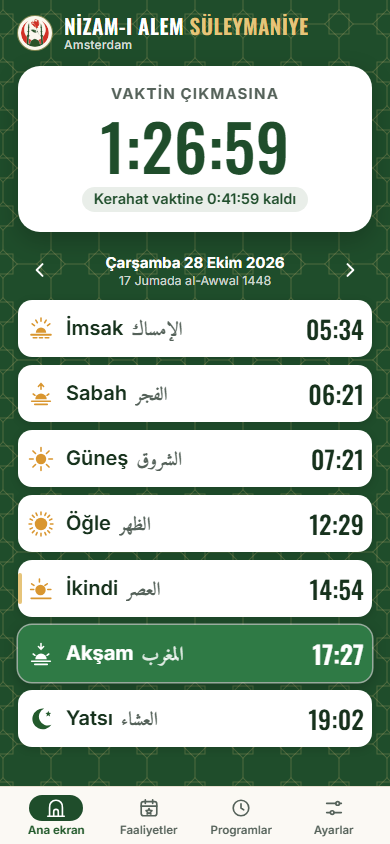 NİZAM-I ALEM SÜLEYMANİYE
Amsterdam
VAKTİN ÇIKMASINA
1:26:59
Kerahat vaktine 0:41:59 kaldı
Çarşamba 28 Ekim 2026
17 Jumada al-Awwal 1448
İmsak الإمساك 05:34
Sabah الفجر 06:21
Güneş الشروق 07:21
Öğle الظهر 12:29
İkindi العصر 14:54
Akşam المغرب 17:27
Yatsı العشاء 19:02
Ana ekran Faaliyetler Programlar Ayarlar